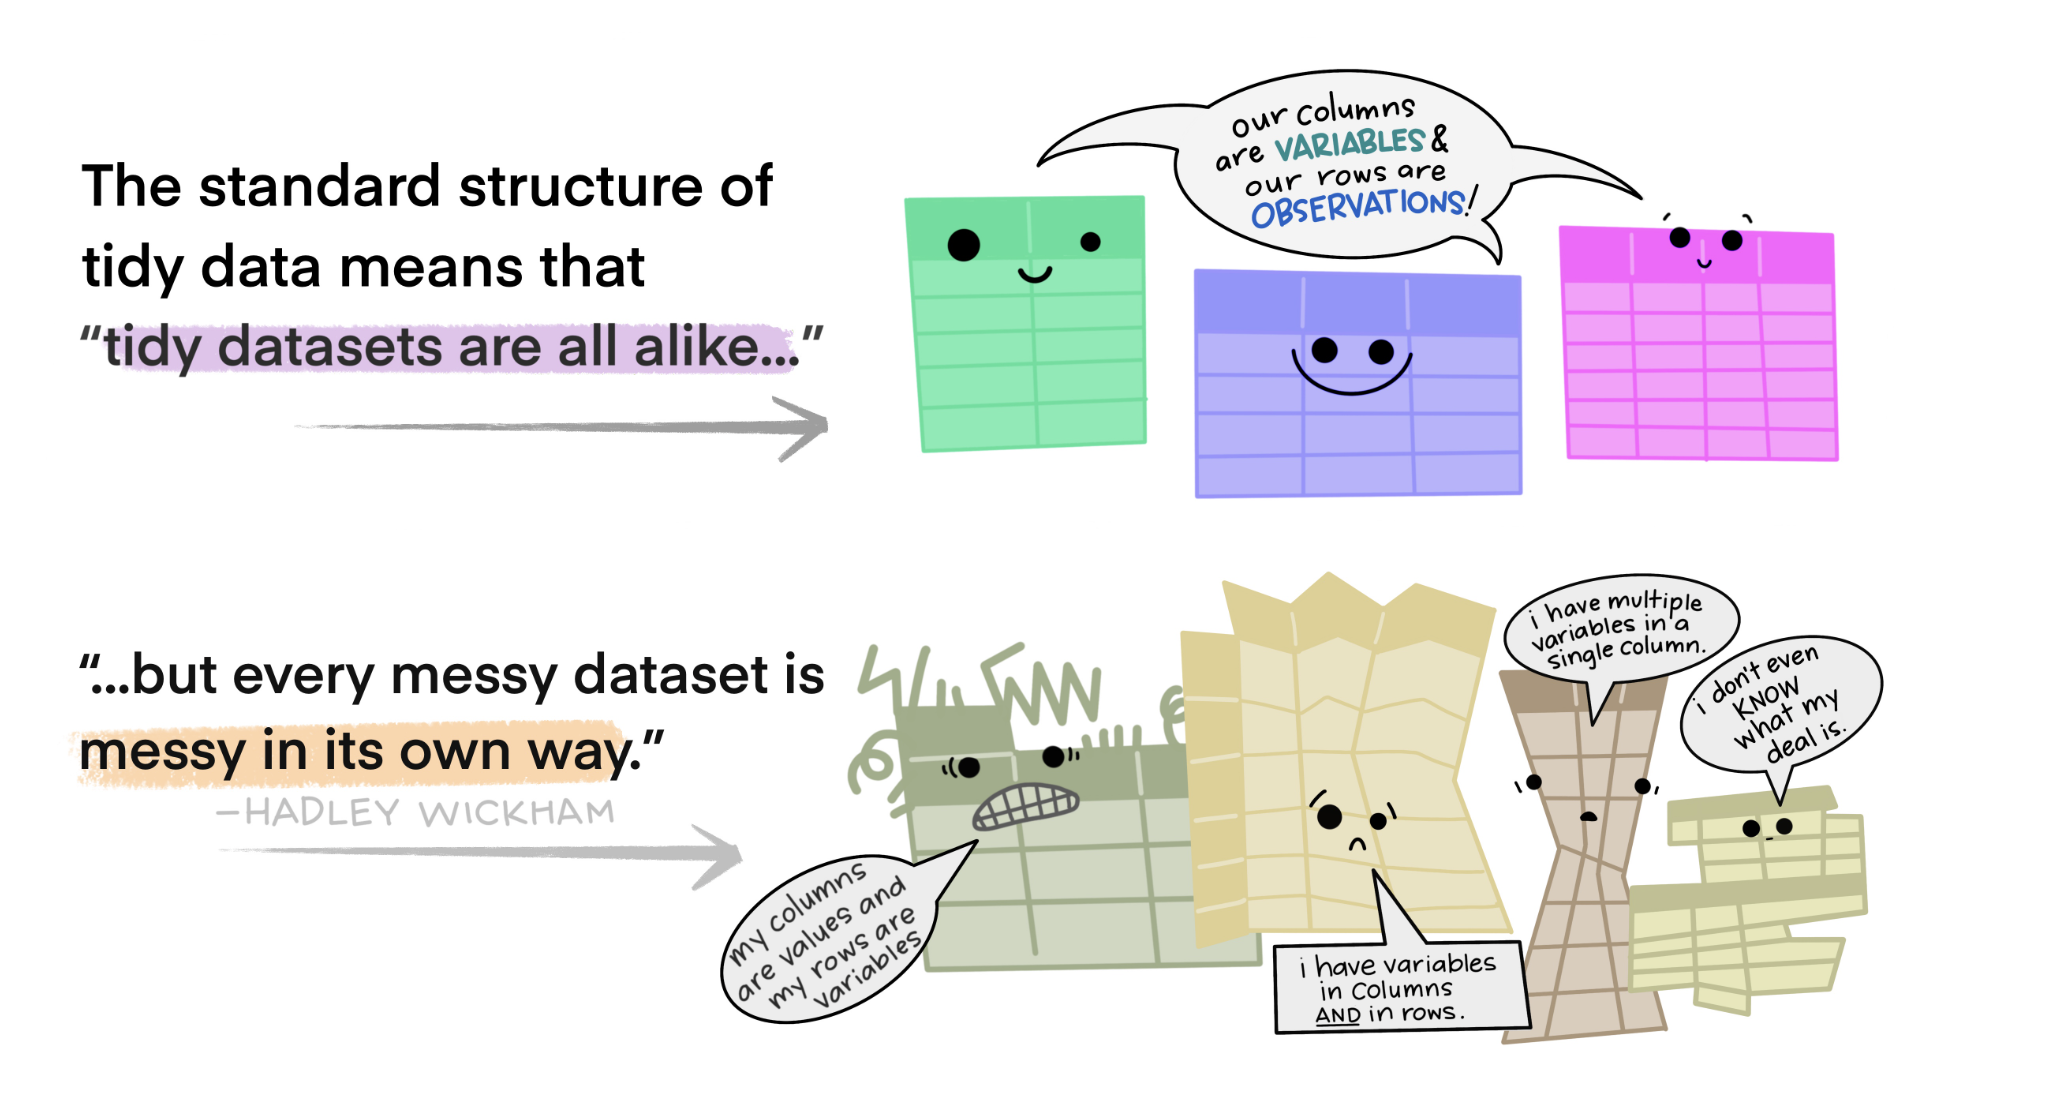 The standard structure of
tidy data means that
“tidy datasets are all alike...”
our columns
are VARIABLES &
our rows are
OBSERVATIONS!
“...but every messy dataset is
messy in its own way.”
–HADLEY WICKHAM
my columns
are values and
my rows are
variables
i have variables
in columns
AND in rows.
i have multiple
variables in a
single column.
i don't even
KNOW
what my
deal is.